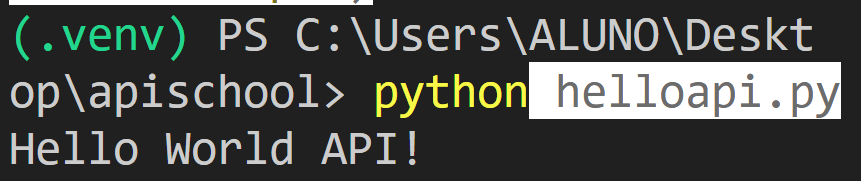 (.venv) PS C:\Users\ALUNO\Deskt
op\apischool> python helloapi.py
Hello World API!